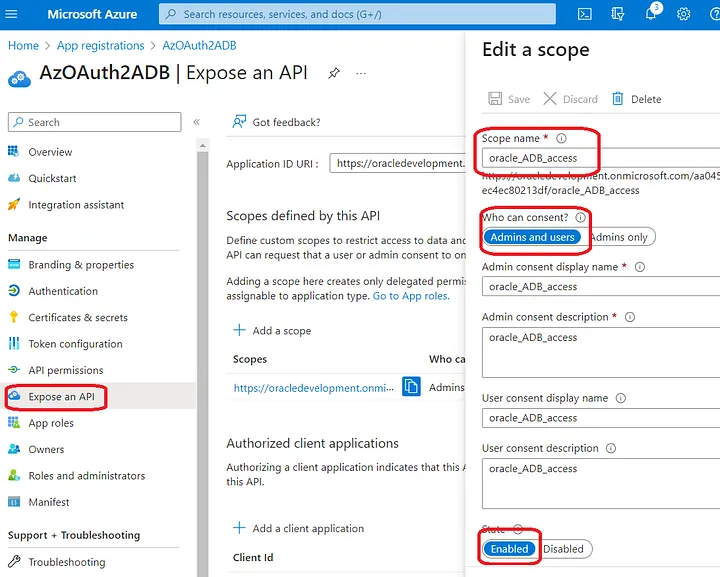 Microsoft Azure
Search resources, services, and docs (G+/)
3
Home > App registrations > AzOAuth2ADB
AzOAuth2ADB | Expose an API
Search
«
Overview
Quickstart
Integration assistant
Manage
Branding & properties
Authentication
Certificates & secrets
Token configuration
API permissions
Expose an API
App roles
Owners
Roles and administrators
Manifest
Support + Troubleshooting
Troubleshooting
Got feedback?
Application ID URI : https://oracledevelopment.
Scopes defined by this API
Define custom scopes to restrict access to data and
API can request that a user or admin consent to on
Adding a scope here creates only delegated permis
assignable to application type. Go to App roles.
Add a scope
Scopes Who ca
https://oracledevelopment.onmi... Admins
Authorized client applications
Authorizing a client application indicates that this A
this API.
Add a client application
Client Id
Edit a scope
Save Discard Delete
Scope name *
oracle_ADB_access
https://oracledevelopment.onmicrosoft.com/aa045
ec4ec80213df/oracle_ADB_access
Who can consent?
Admins and users Admins only
Admin consent display name *
oracle_ADB_access
Admin consent description *
oracle_ADB_access
User consent display name
oracle_ADB_access
User consent description
oracle_ADB_access
State
Enabled Disabled